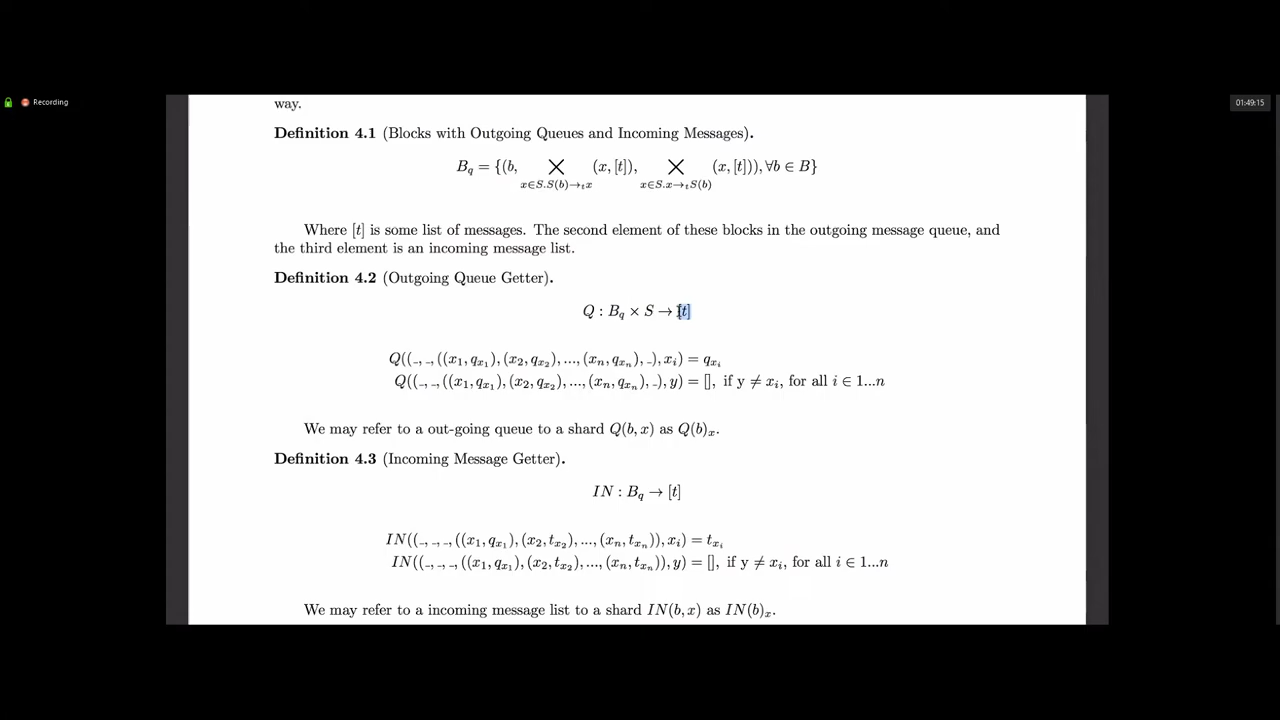 Recording
01:49:15
way.
Definition 4.1 (Blocks with Outgoing Queues and Incoming Messages).
B_q = {(b, ⨉_{x∈S.S(b)→_t x} (x, [t]), ⨉_{x∈S.x→_t S(b)} (x, [t])), ∀b ∈ B}
Where [t] is some list of messages. The second element of these blocks in the outgoing message queue, and
the third element is an incoming message list.
Definition 4.2 (Outgoing Queue Getter).
Q : B_q × S → [t]
Q((_, _, ((x_1, q_{x_1}), (x_2, q_{x_2}), ..., (x_n, q_{x_n}), _), x_i) = q_{x_i}
Q((_, _, ((x_1, q_{x_1}), (x_2, q_{x_2}), ..., (x_n, q_{x_n}), _), y) = [], if y ≠ x_i, for all i ∈ 1...n
We may refer to a out-going queue to a shard Q(b, x) as Q(b)_x.
Definition 4.3 (Incoming Message Getter).
IN : B_q → [t]
IN((_, _, _, ((x_1, q_{x_1}), (x_2, t_{x_2}), ..., (x_n, t_{x_n})), x_i) = t_{x_i}
IN((_, _, _, ((x_1, q_{x_1}), (x_2, t_{x_2}), ..., (x_n, t_{x_n})), y) = [], if y ≠ x_i, for all i ∈ 1...n
We may refer to a incoming message list to a shard IN(b, x) as IN(b)_x.